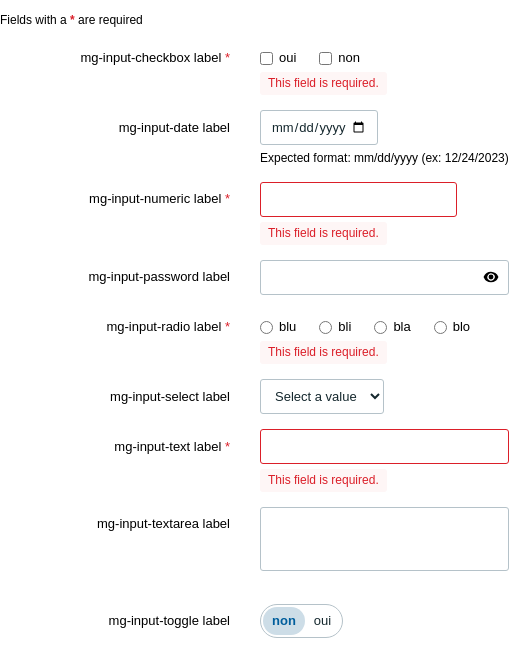 Fields with a * are required
mg-input-checkbox label * oui non
This field is required.
mg-input-date label mm/dd/yyyy
Expected format: mm/dd/yyyy (ex: 12/24/2023)
mg-input-numeric label *
This field is required.
mg-input-password label
mg-input-radio label * blu bli bla blo
This field is required.
mg-input-select label Select a value
mg-input-text label *
This field is required.
mg-input-textarea label
mg-input-toggle label non oui